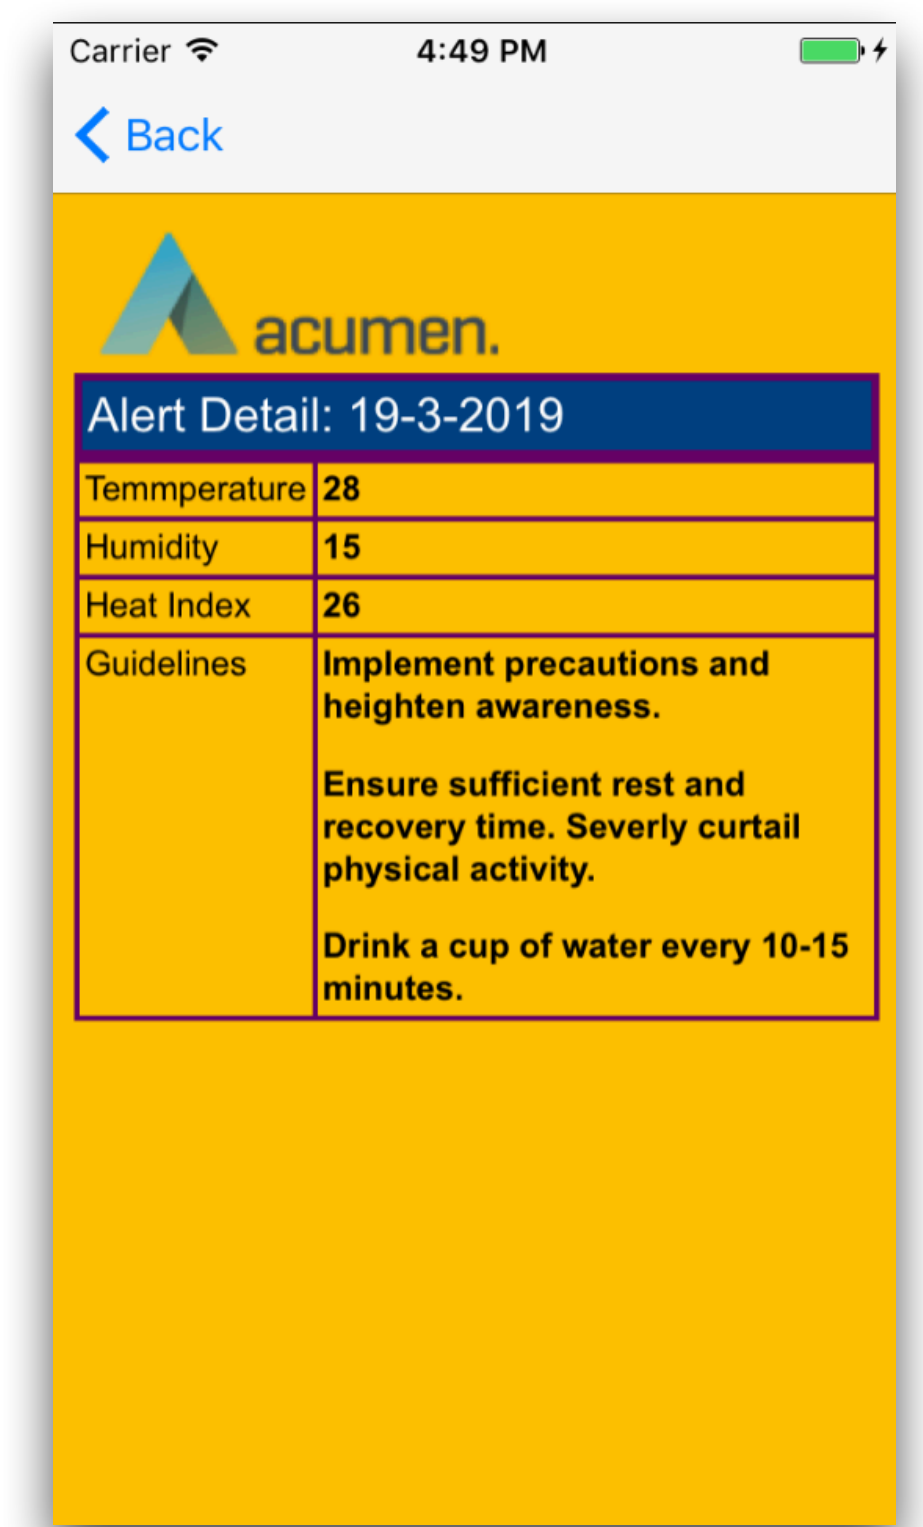 Carrier 4:49 PM
Back
acumen.
Alert Detail: 19-3-2019
Temmperature 28
Humidity 15
Heat Index 26
Guidelines Implement precautions and
heighten awareness.
Ensure sufficient rest and
recovery time. Severly curtail
physical activity.
Drink a cup of water every 10-15
minutes.